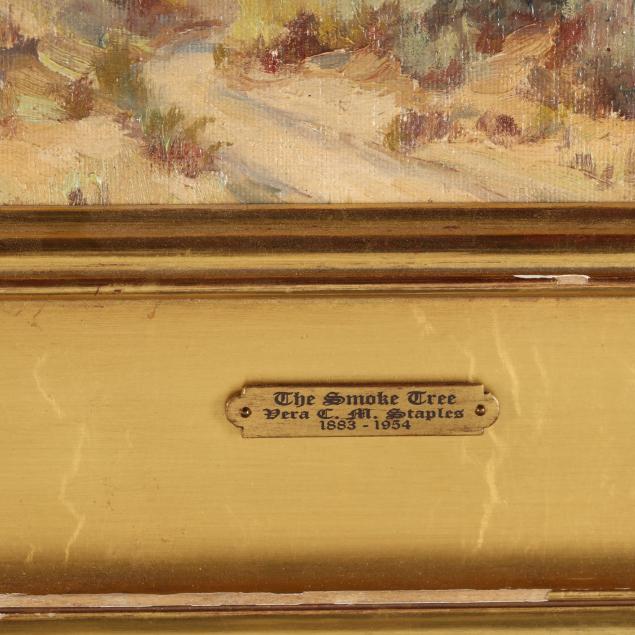 The Smoke Tree
Vera C. M. Staples
1883 - 1954